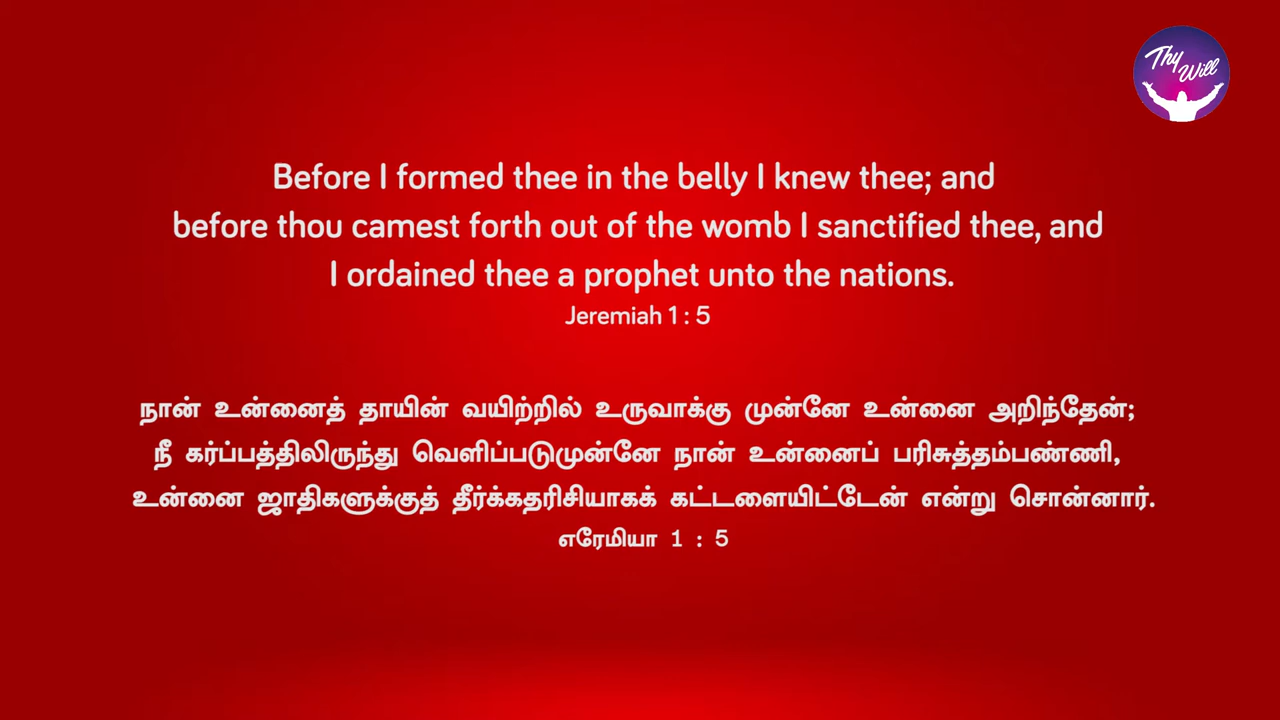 Thy Will
Before I formed thee in the belly I knew thee; and
before thou camest forth out of the womb I sanctified thee, and
I ordained thee a prophet unto the nations.
Jeremiah 1 : 5
நான் உன்னைத் தாயின் வயிற்றில் உருவாக்கு முன்னே உன்னை அறிந்தேன்;
நீ கர்ப்பத்திலிருந்து வெளிப்படுமுன்னே நான் உன்னைப் பரிசுத்தம்பண்ணி,
உன்னை ஜாதிகளுக்குத் தீர்க்கதரிசியாகக் கட்டளையிட்டேன் என்று சொன்னார்.
எரேமியா 1 : 5